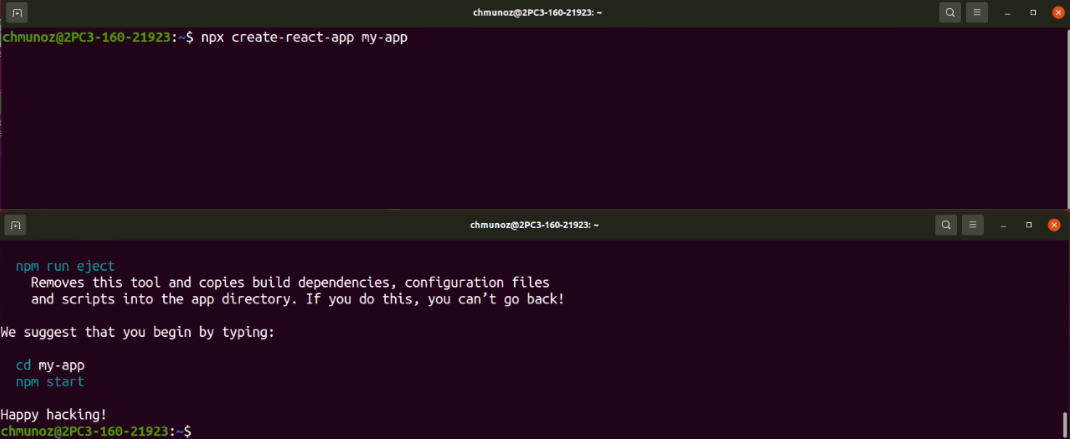 chmunoz@2PC3-160-21923: ~
chmunoz@2PC3-160-21923:~$ npx create-react-app my-app
chmunoz@2PC3-160-21923: ~
npm run eject
Removes this tool and copies build dependencies, configuration files
and scripts into the app directory. If you do this, you can’t go back!
We suggest that you begin by typing:
cd my-app
npm start
Happy hacking!
chmunoz@2PC3-160-21923:~$